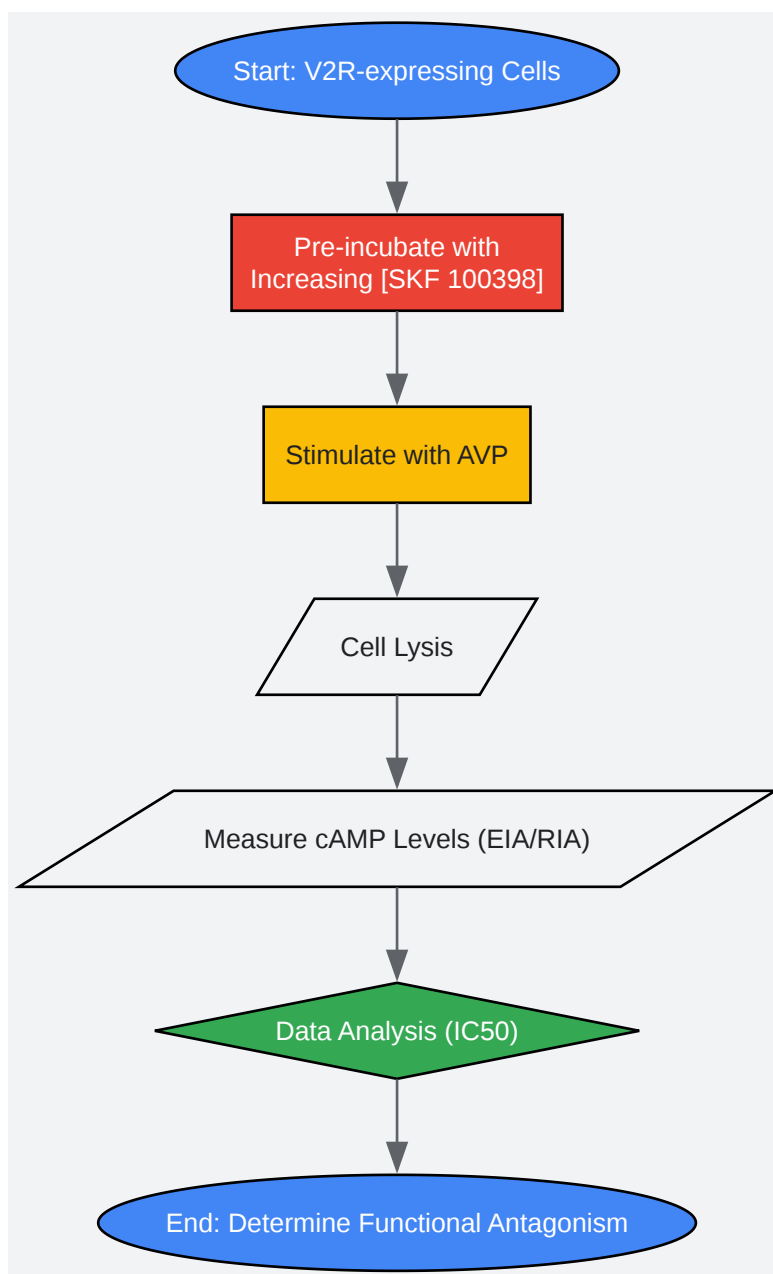 Start: V2R-expressing Cells
Pre-incubate with
Increasing [SKF 100398]
Stimulate with AVP
Cell Lysis
Measure cAMP Levels (EIA/RIA)
Data Analysis (IC50)
End: Determine Functional Antagonism